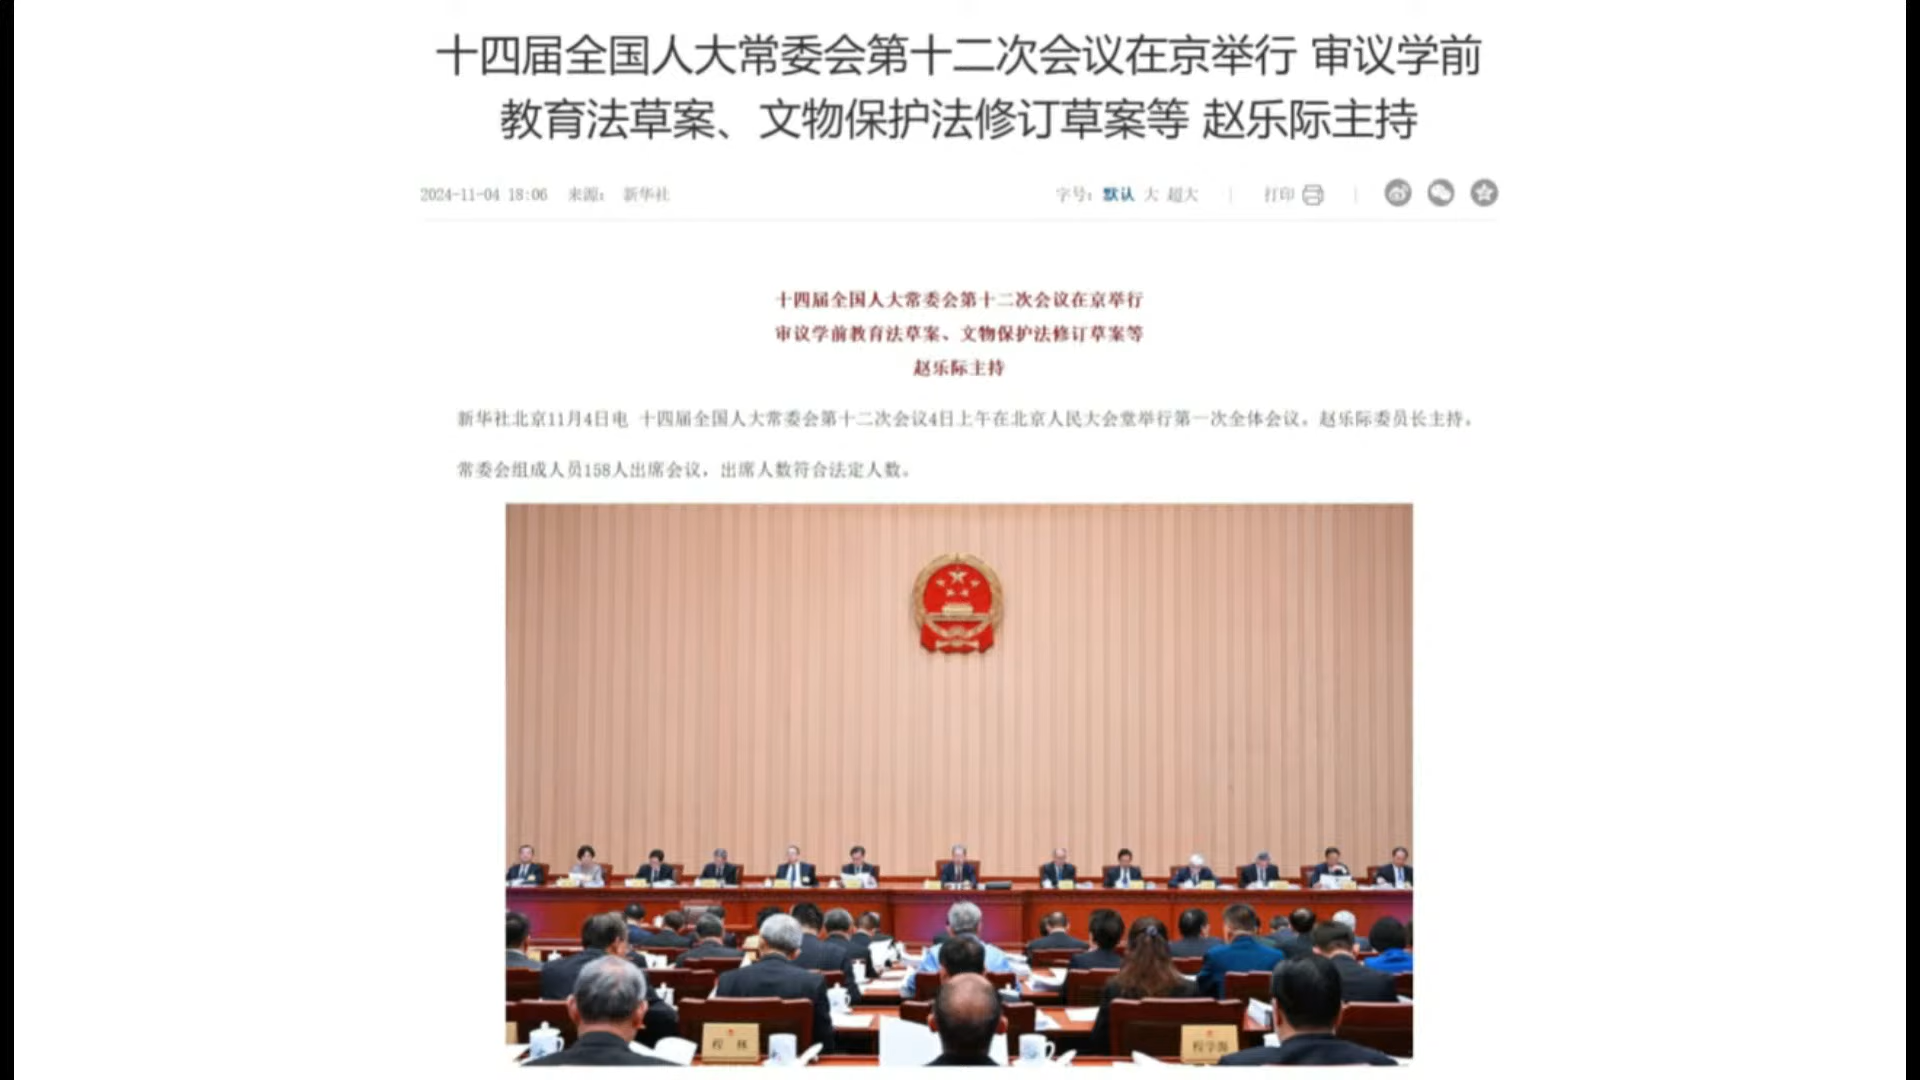 十四届全国人大常委会第十二次会议在京举行 审议学前
教育法草案、文物保护法修订草案等 赵乐际主持
2024-11-04 18:06 来源: 新华社 字号: 默认 大 超大 | 打印 |
十四届全国人大常委会第十二次会议在京举行
审议学前教育法草案、文物保护法修订草案等
赵乐际主持
新华社北京11月4日电 十四届全国人大常委会第十二次会议4日上午在北京人民大会堂举行第一次全体会议。赵乐际委员长主持。
常委会组成人员158人出席会议，出席人数符合法定人数。